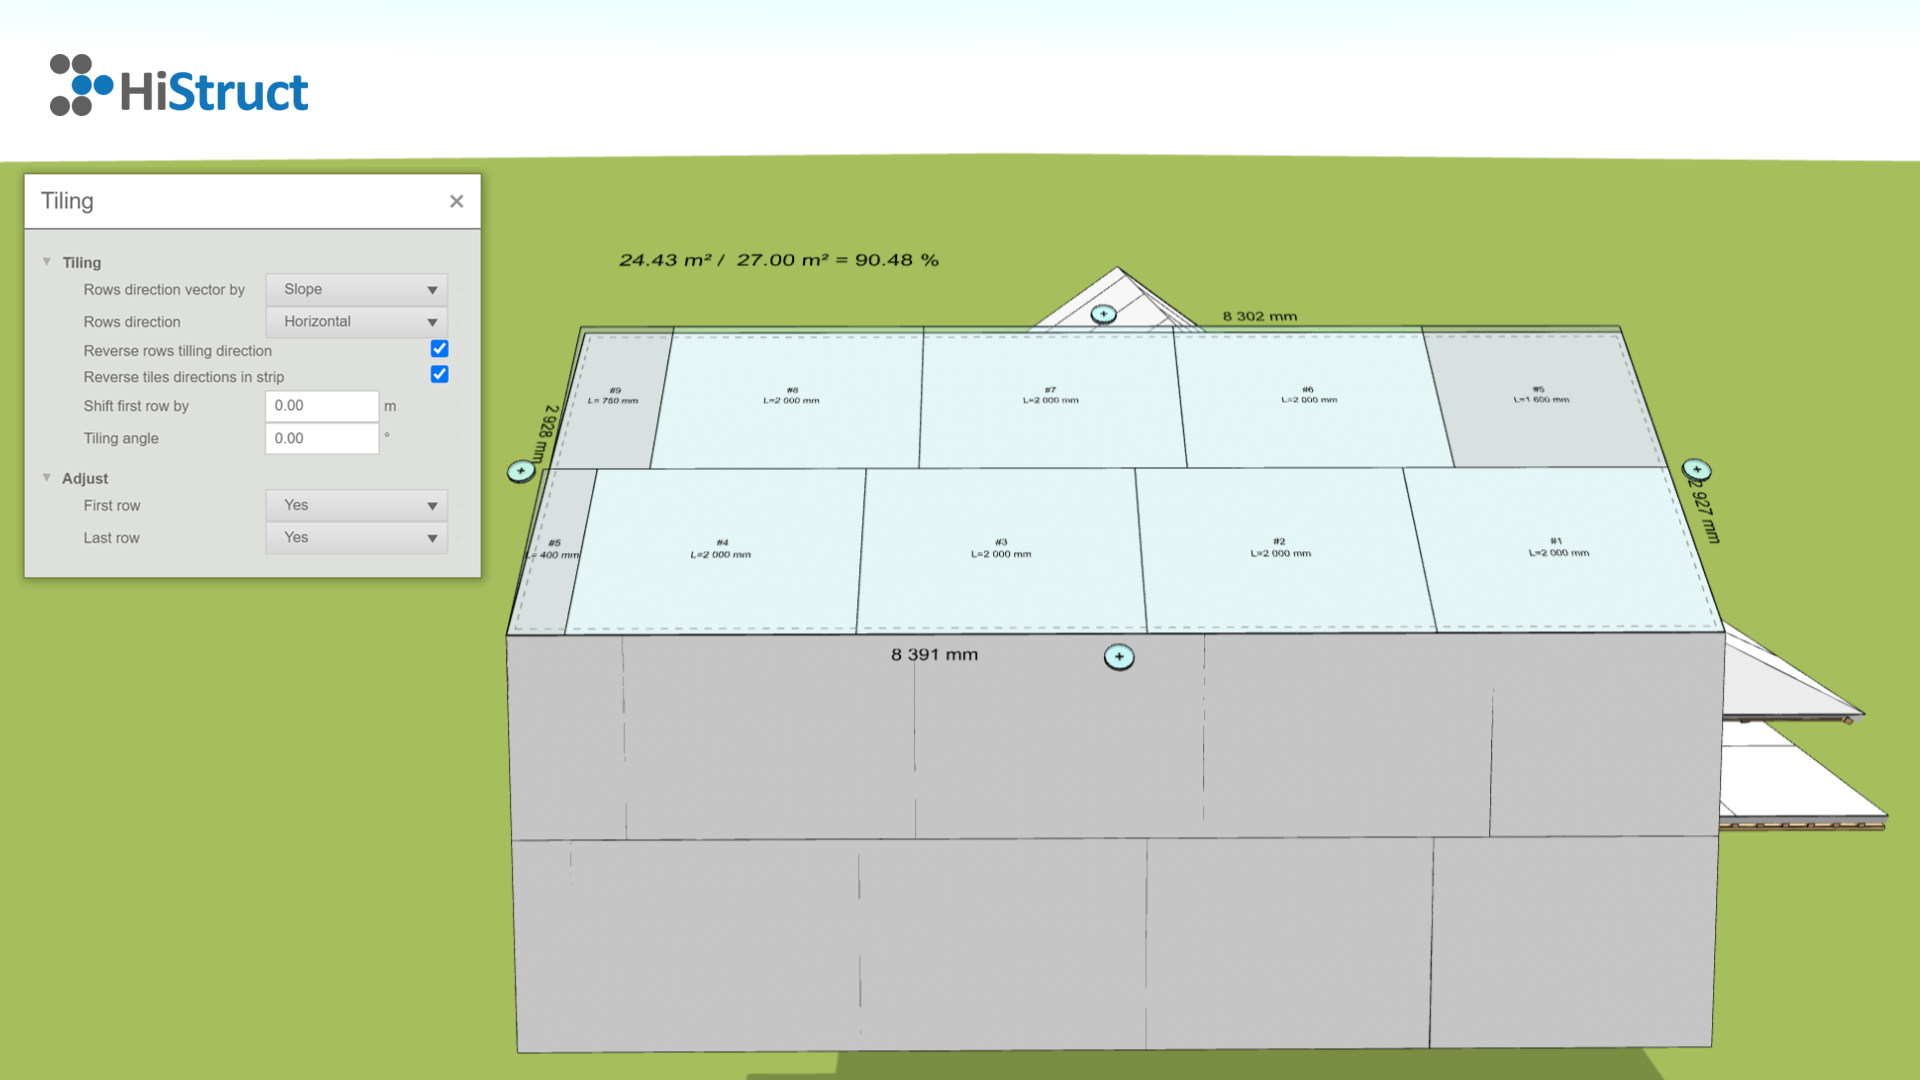 HiStruct
Tiling
Tiling
Rows direction vector by
Slope
Rows direction
Horizontal
Reverse rows tilling direction
Reverse tiles directions in strip
Shift first row by
0.00
m
Tiling angle
0.00
°
Adjust
First row
Yes
Last row
Yes
24.43 m² / 27.00 m² = 90.48 %
8 302 mm
#9
L= 750 mm
#8
L=2 000 mm
#7
L=2 000 mm
#6
L=2 000 mm
#5
L=1 600 mm
2 928 mm
2 927 mm
#5
L= 400 mm
#4
L=2 000 mm
#3
L=2 000 mm
#2
L=2 000 mm
#1
L=2 000 mm
8 391 mm